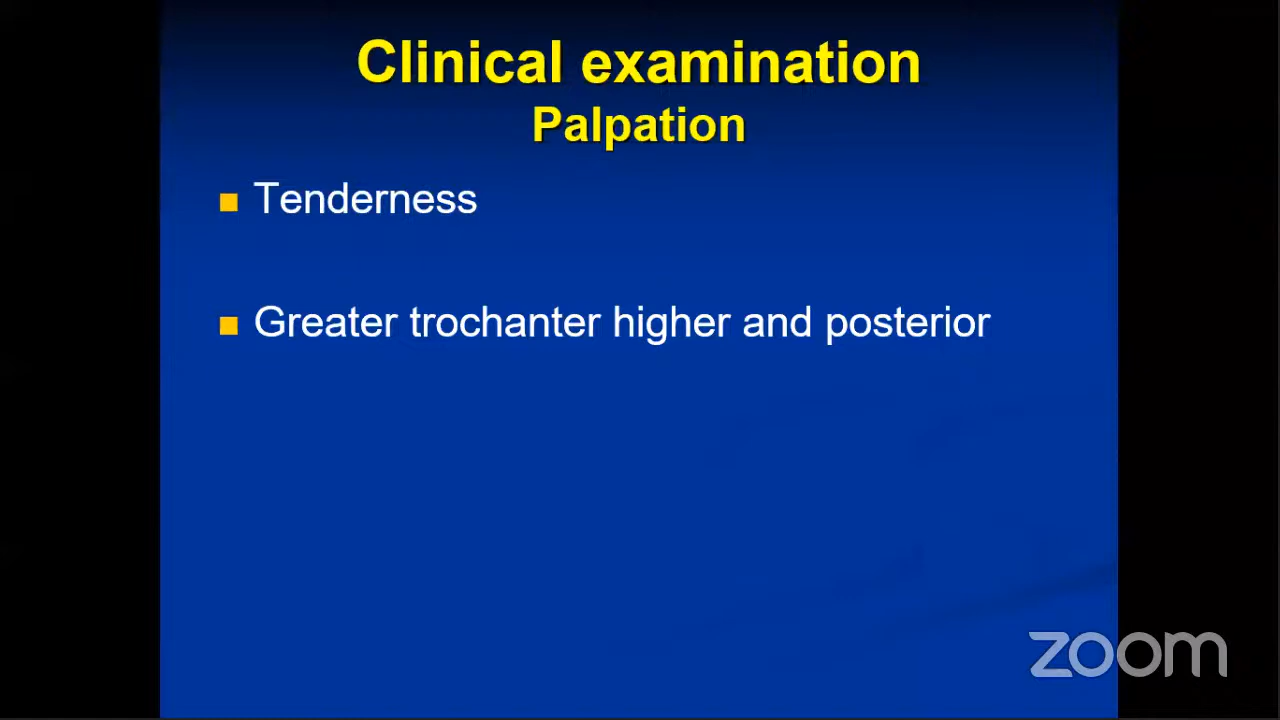 Clinical examination
Palpation
Tenderness
Greater trochanter higher and posterior
zoom